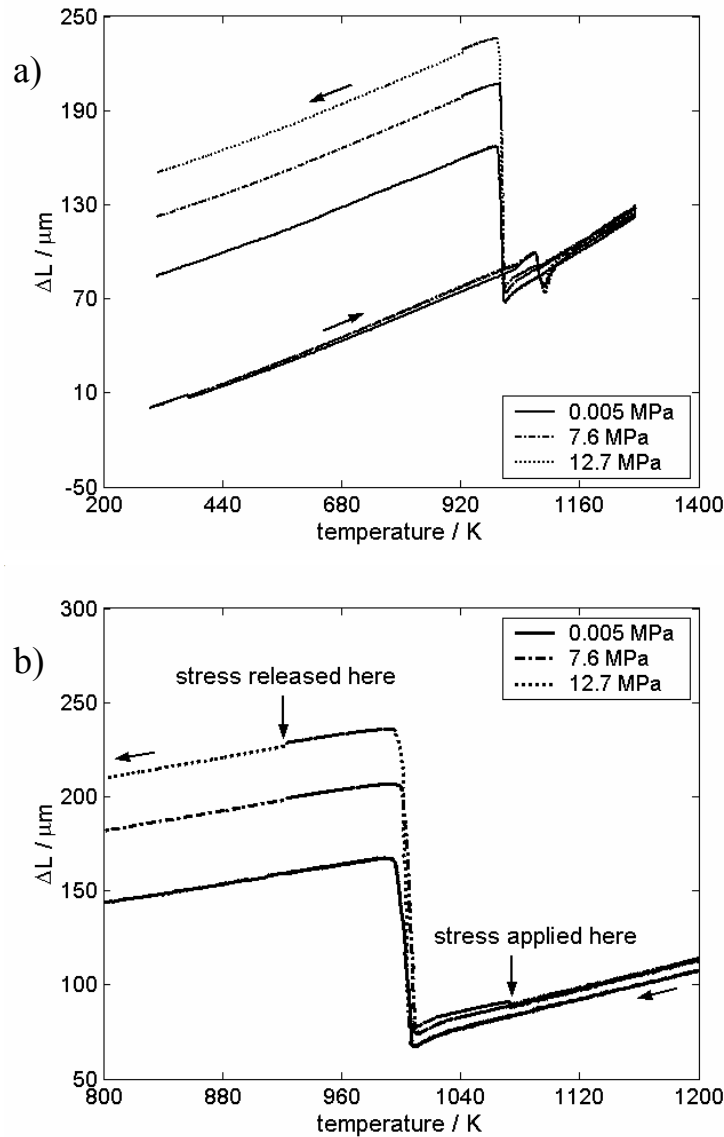 a)
250
190
130
70
10
-50
ΔL / μm
0.005 MPa
7.6 MPa
12.7 MPa
200 440 680 920 1160 1400
temperature / K
b)
300
250
200
150
100
50
ΔL / μm
0.005 MPa
7.6 MPa
12.7 MPa
stress released here
stress applied here
800 880 960 1040 1120 1200
temperature / K